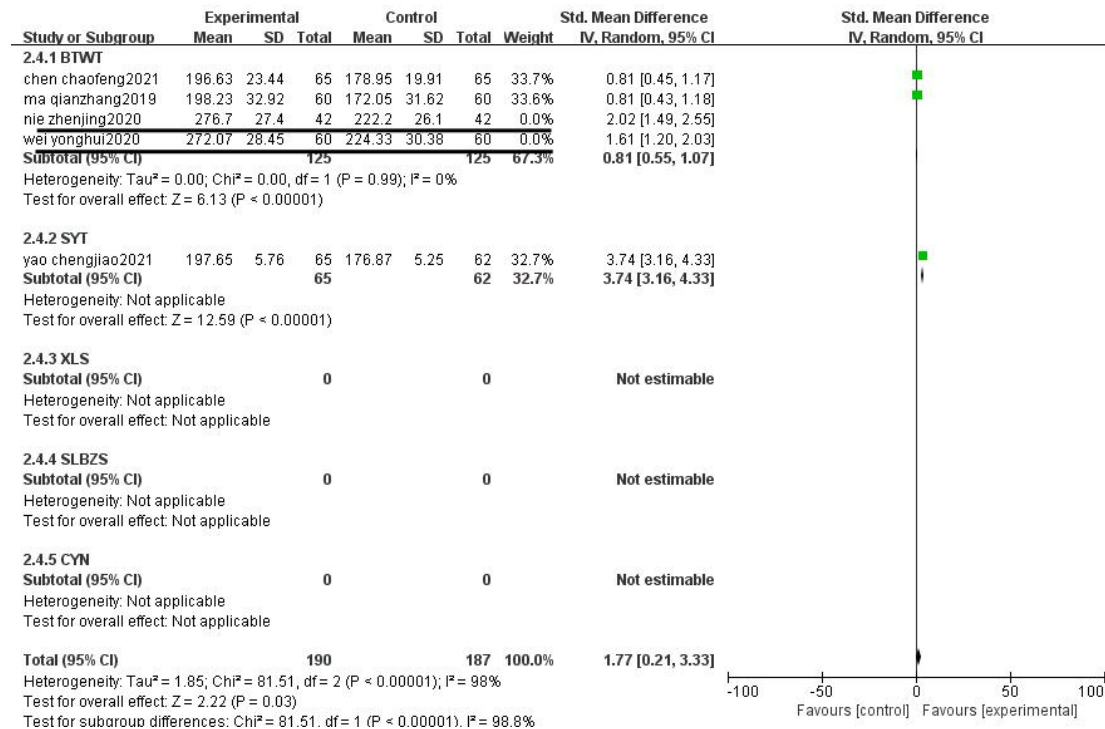 Experimental Control Std. Mean Difference Std. Mean Difference
Study or Subgroup Mean SD Total Mean SD Total Weight IV, Random, 95% CI IV, Random, 95% CI
2.4.1 BTWT
chen chaofeng2021 196.63 23.44 65 178.95 19.91 65 33.7% 0.81 [0.45, 1.17]
ma qianzhang2019 198.23 32.92 60 172.05 31.62 60 33.6% 0.81 [0.43, 1.18]
nie zhenjing2020 276.7 27.4 42 222.2 26.1 42 0.0% 2.02 [1.49, 2.55]
wei yonghui2020 272.07 28.45 60 224.33 30.38 60 0.0% 1.61 [1.20, 2.03]
Subtotal (95% CI) 125 125 67.3% 0.81 [0.55, 1.07]
Heterogeneity: Tau² = 0.00; Chi² = 0.00, df = 1 (P = 0.99); I² = 0%
Test for overall effect: Z = 6.13 (P < 0.00001)
2.4.2 SYT
yao chengjiao2021 197.65 5.76 65 176.87 5.25 62 32.7% 3.74 [3.16, 4.33]
Subtotal (95% CI) 65 62 32.7% 3.74 [3.16, 4.33]
Heterogeneity: Not applicable
Test for overall effect: Z = 12.59 (P < 0.00001)
2.4.3 XLS
Subtotal (95% CI) 0 0 Not estimable
Heterogeneity: Not applicable
Test for overall effect: Not applicable
2.4.4 SLBZS
Subtotal (95% CI) 0 0 Not estimable
Heterogeneity: Not applicable
Test for overall effect: Not applicable
2.4.5 CYN
Subtotal (95% CI) 0 0 Not estimable
Heterogeneity: Not applicable
Test for overall effect: Not applicable
Total (95% CI) 190 187 100.0% 1.77 [0.21, 3.33]
Heterogeneity: Tau² = 1.85; Chi² = 81.51, df = 2 (P < 0.00001); I² = 98%
Test for overall effect: Z = 2.22 (P = 0.03)
Test for subgroup differences: Chi² = 81.51. df = 1 (P < 0.00001). I² = 98.8%
-100 -50 0 50 100
Favours [control] Favours [experimental]